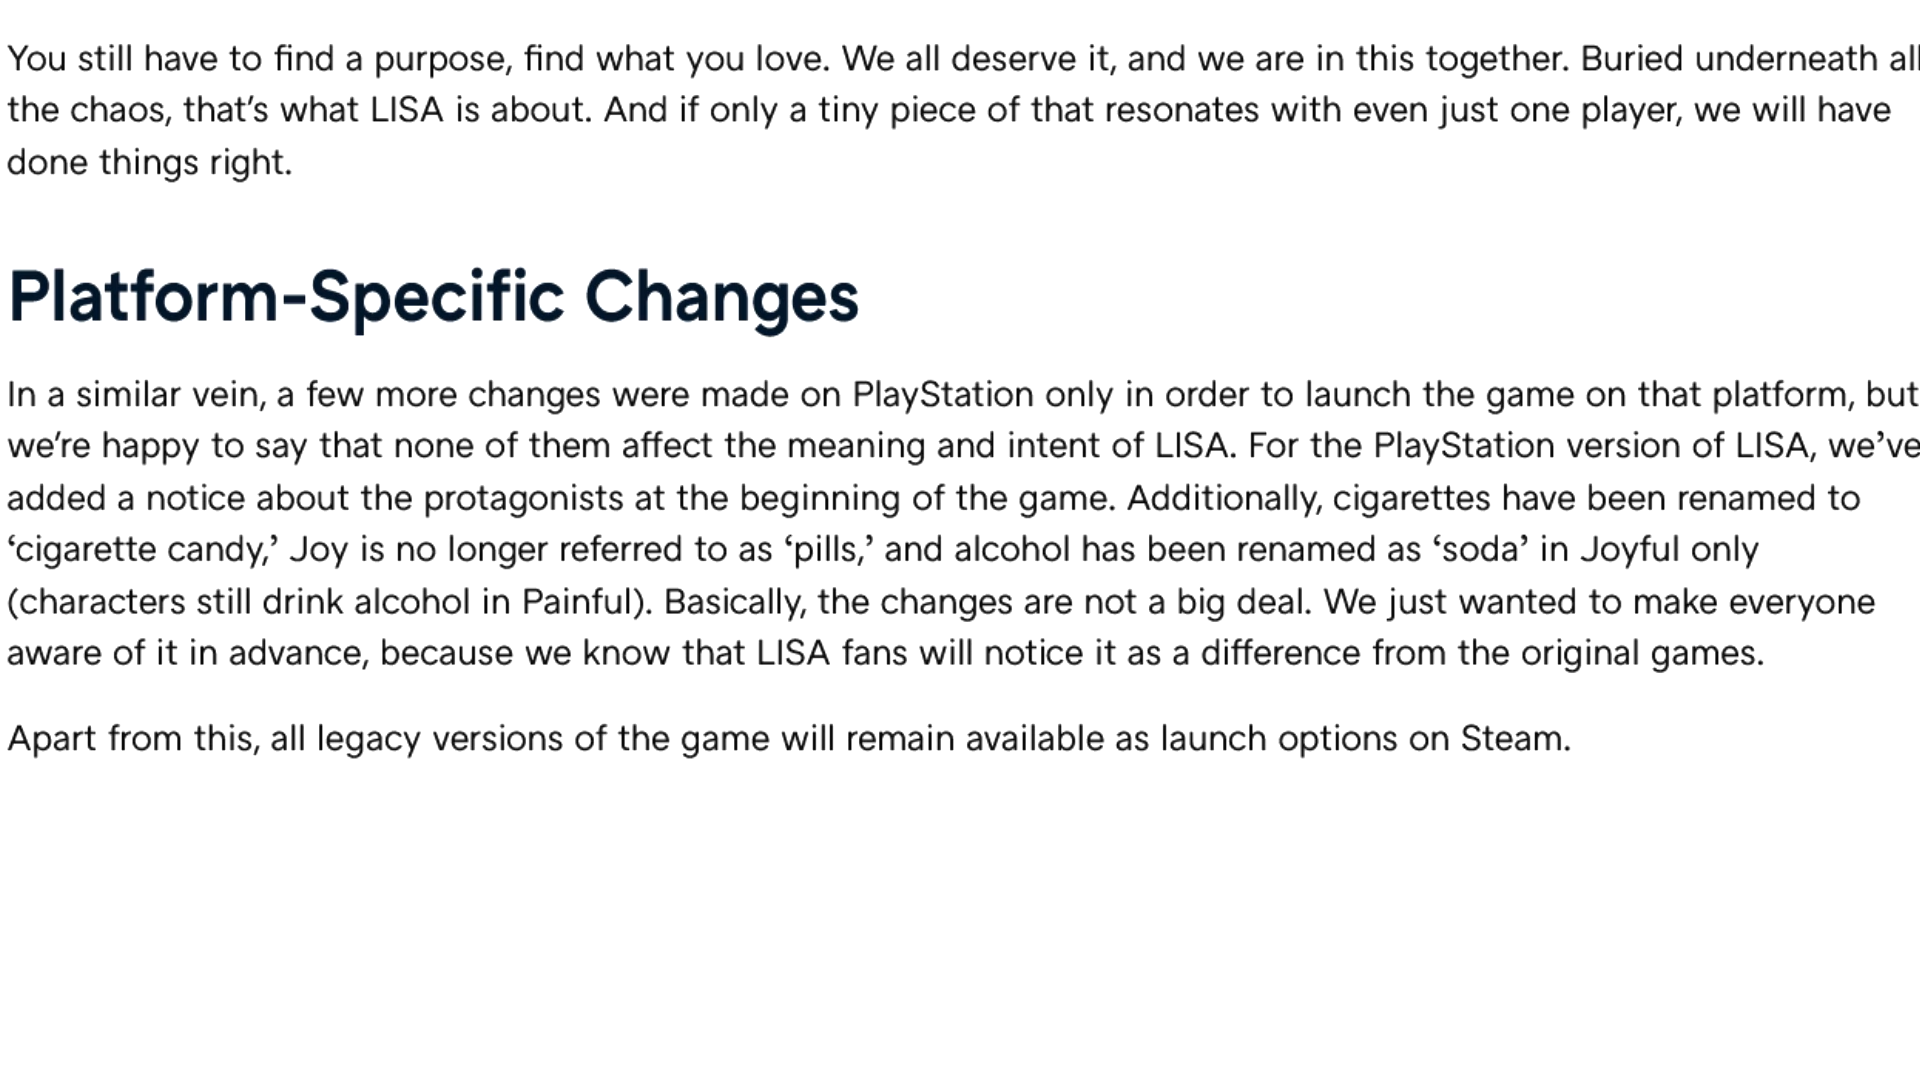 You still have to find a purpose, find what you love. We all deserve it, and we are in this together. Buried underneath all
the chaos, that’s what LISA is about. And if only a tiny piece of that resonates with even just one player, we will have
done things right.
Platform-Specific Changes
In a similar vein, a few more changes were made on PlayStation only in order to launch the game on that platform, but
we’re happy to say that none of them affect the meaning and intent of LISA. For the PlayStation version of LISA, we’ve
added a notice about the protagonists at the beginning of the game. Additionally, cigarettes have been renamed to
‘cigarette candy,’ Joy is no longer referred to as ‘pills,’ and alcohol has been renamed as ‘soda’ in Joyful only
(characters still drink alcohol in Painful). Basically, the changes are not a big deal. We just wanted to make everyone
aware of it in advance, because we know that LISA fans will notice it as a difference from the original games.
Apart from this, all legacy versions of the game will remain available as launch options on Steam.